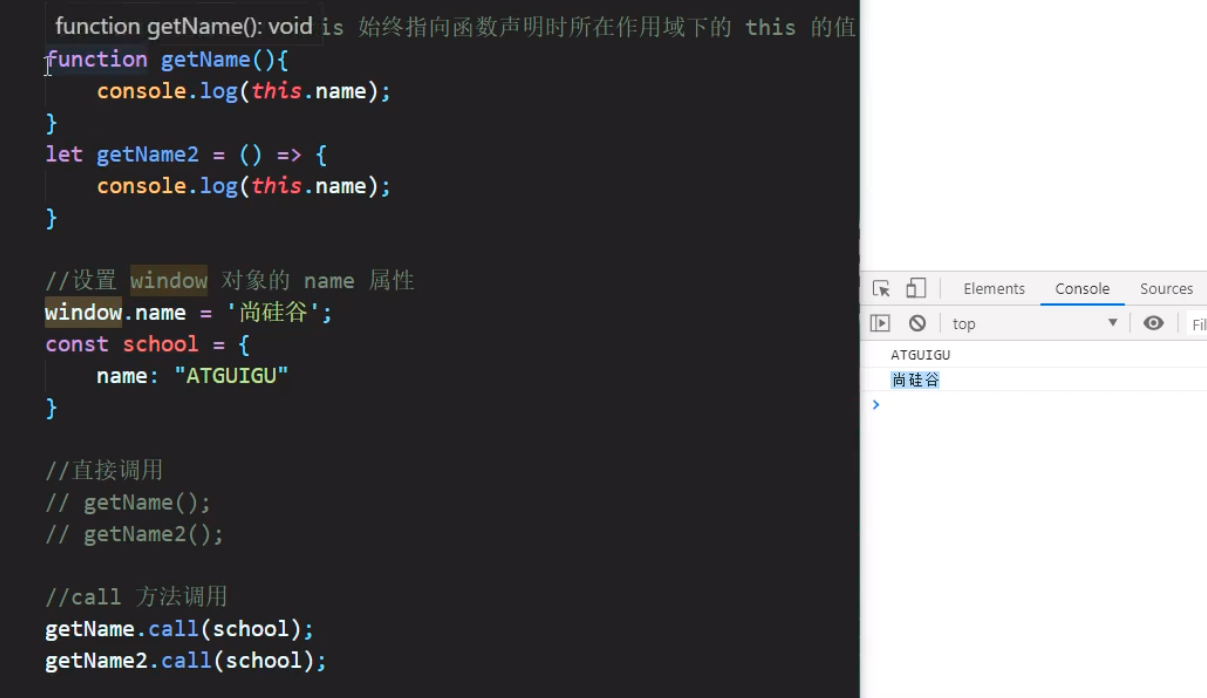 function getName(): void is 始终指向函数声明时所在作用域下的 this 的值
function getName(){
console.log(this.name);
}
let getName2 = () => {
console.log(this.name);
}
//设置 window 对象的 name 属性
window.name = '尚硅谷';
const school = {
name: "ATGUIGU"
}
//直接调用
// getName();
// getName2();
//call 方法调用
getName.call(school);
getName2.call(school);
Elements Console Sources
top Fil
ATGUIGU
尚硅谷